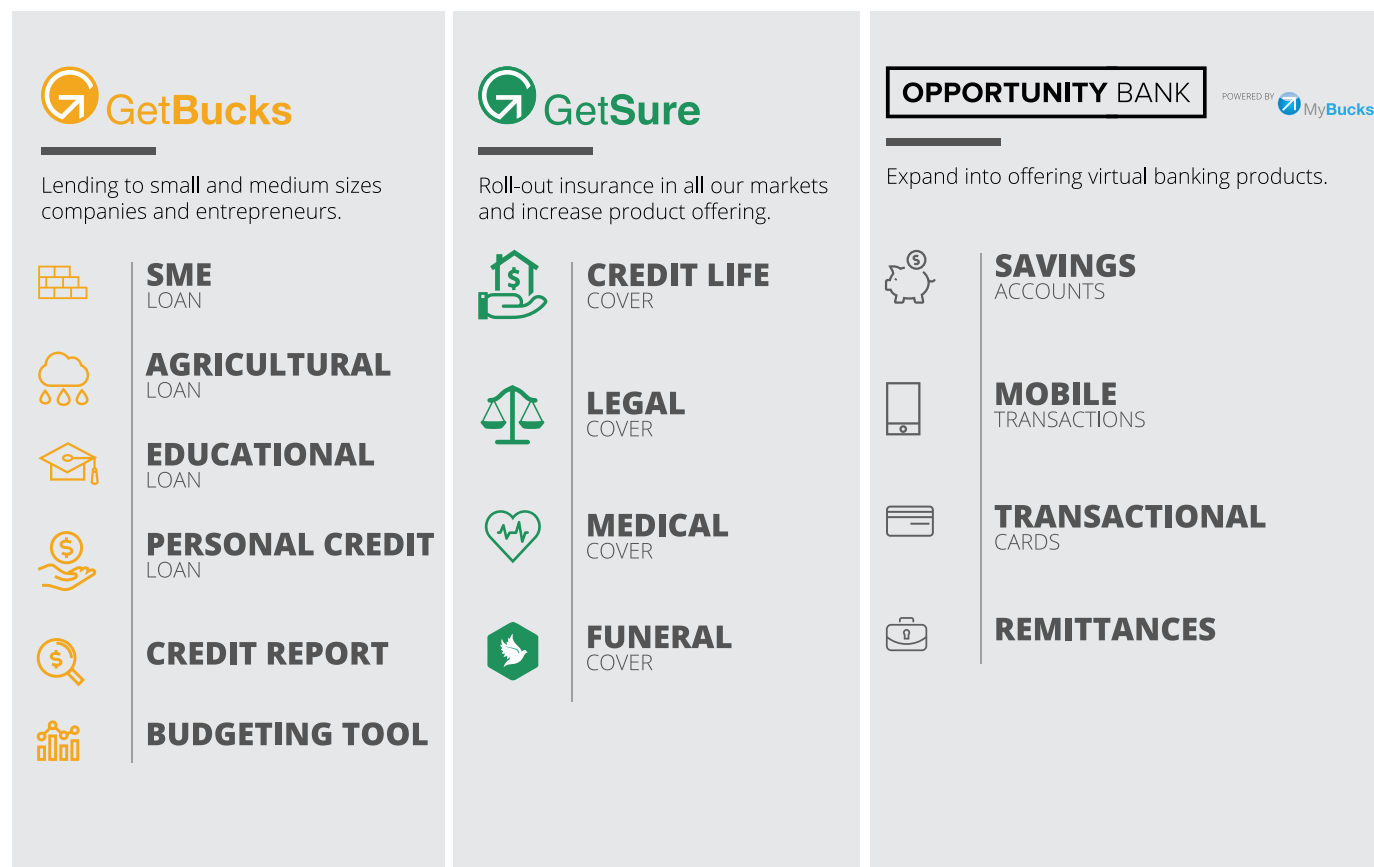 GetBucks
Lending to small and medium sizes
companies and entrepreneurs.
SME
LOAN
AGRICULTURAL
LOAN
EDUCATIONAL
LOAN
PERSONAL CREDIT
LOAN
CREDIT REPORT
BUDGETING TOOL
GetSure
Roll-out insurance in all our markets
and increase product offering.
CREDIT LIFE
COVER
LEGAL
COVER
MEDICAL
COVER
FUNERAL
COVER
OPPORTUNITY BANK
POWERED BY MyBucks
Expand into offering virtual banking products.
SAVINGS
ACCOUNTS
MOBILE
TRANSACTIONS
TRANSACTIONAL
CARDS
REMITTANCES